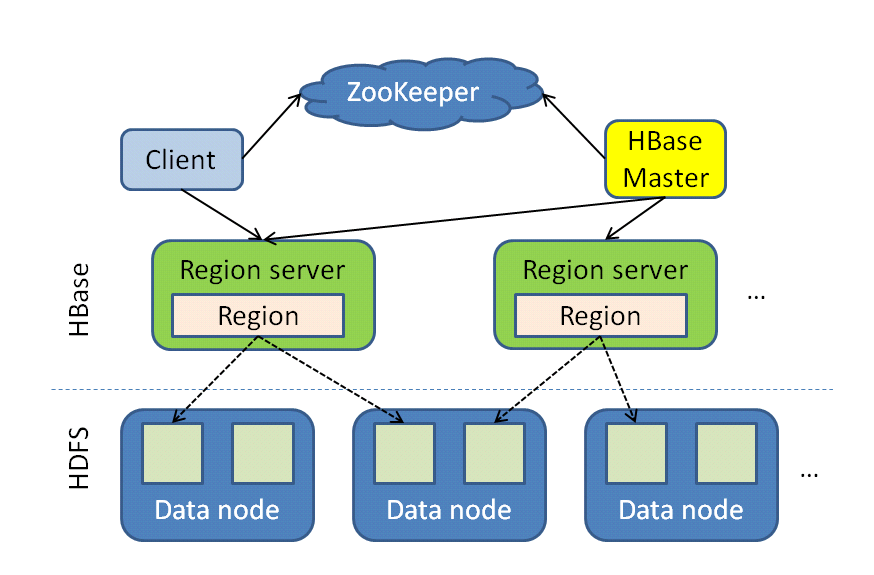 ZooKeeper
Client
HBase
Master
HBase
Region server
Region
Region server
Region
...
HDFS
Data node
Data node
Data node
...